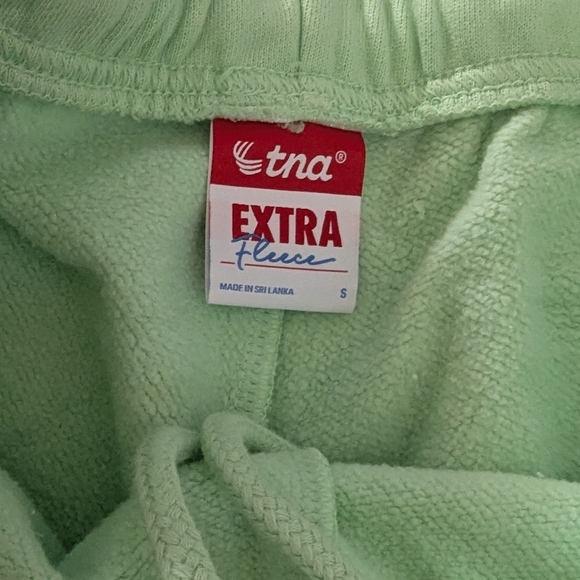 tna®
EXTRA
Fleece
MADE IN SRI LANKA S